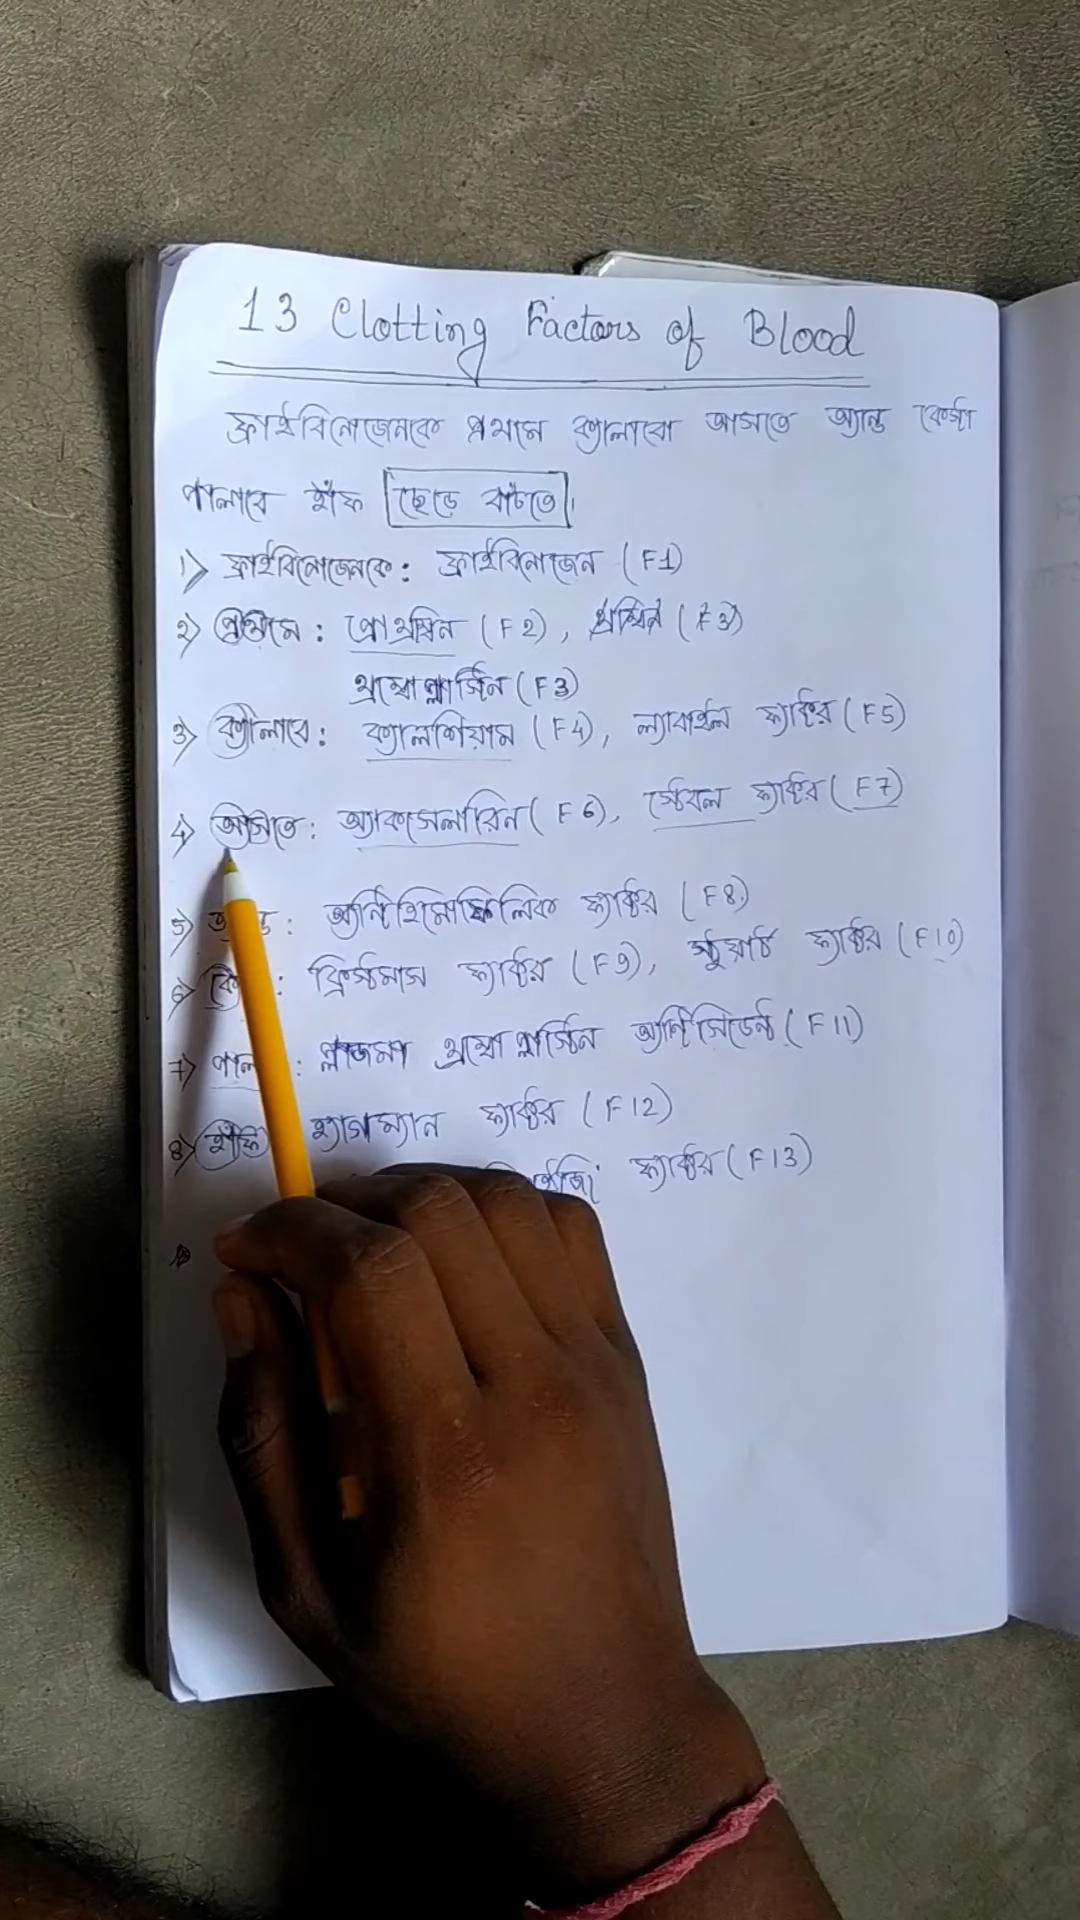 13 Clotting Factors of Blood
ফ্রাইবিনোজেনকে প্রথমে ক্যালাবো আসতে অ্যান্ড কেস্টা
পালাবে হাঁফ ছেড়ে বাঁচতে।
1) ফ্রাইবিনোজেনকে: ফ্রাইবিনোজেন (F1)
২) প্রথমে: প্রোথ্রম্বিন (F2), থ্রম্বিন (F3)
থ্রম্বোপ্লাস্টিন (F3)
৩) ক্যালাবে: ক্যালশিয়াম (F4), ল্যাবাইল ফ্যাক্টর (F5)
4) আসতে: অ্যাকসেলারিন (F6), স্টেবল ফ্যাক্টর (F7)
5) : অ্যান্টিহিমোফিলিক ফ্যাক্টর (F8)
6) : ক্রিস্টমাস ফ্যাক্টর (F9), স্টুয়ার্ট ফ্যাক্টর (F10)
7) পাল : প্লাজমা থ্রম্বোপ্লাস্টিন অ্যান্টিসিডেন্ট (F11)
8) হাঁফ হ্যাগম্যান ফ্যাক্টর (F12)
ফ্যাক্টর (F13)